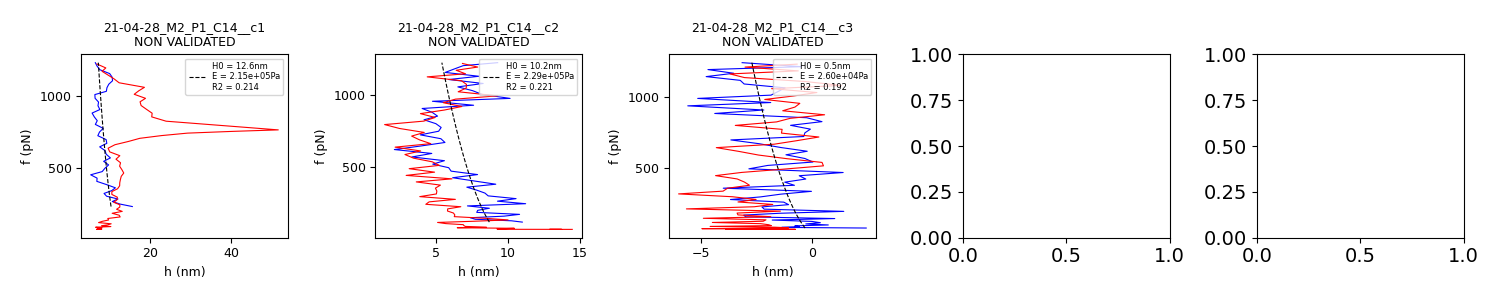 21-04-28_M2_P1_C14__c1
NON VALIDATED
H0 = 12.6nm
E = 2.15e+05Pa
R2 = 0.214
1000
500
f (pN)
20
40
h (nm)
21-04-28_M2_P1_C14__c2
NON VALIDATED
H0 = 10.2nm
E = 2.29e+05Pa
R2 = 0.221
1000
500
f (pN)
5
10
15
h (nm)
21-04-28_M2_P1_C14__c3
NON VALIDATED
H0 = 0.5nm
E = 2.60e+04Pa
R2 = 0.192
1000
500
f (pN)
−5
0
h (nm)
1.00
0.75
0.50
0.25
0.00
0.0
0.5
1.0
1.00
0.75
0.50
0.25
0.00
0.0
0.5
1.0